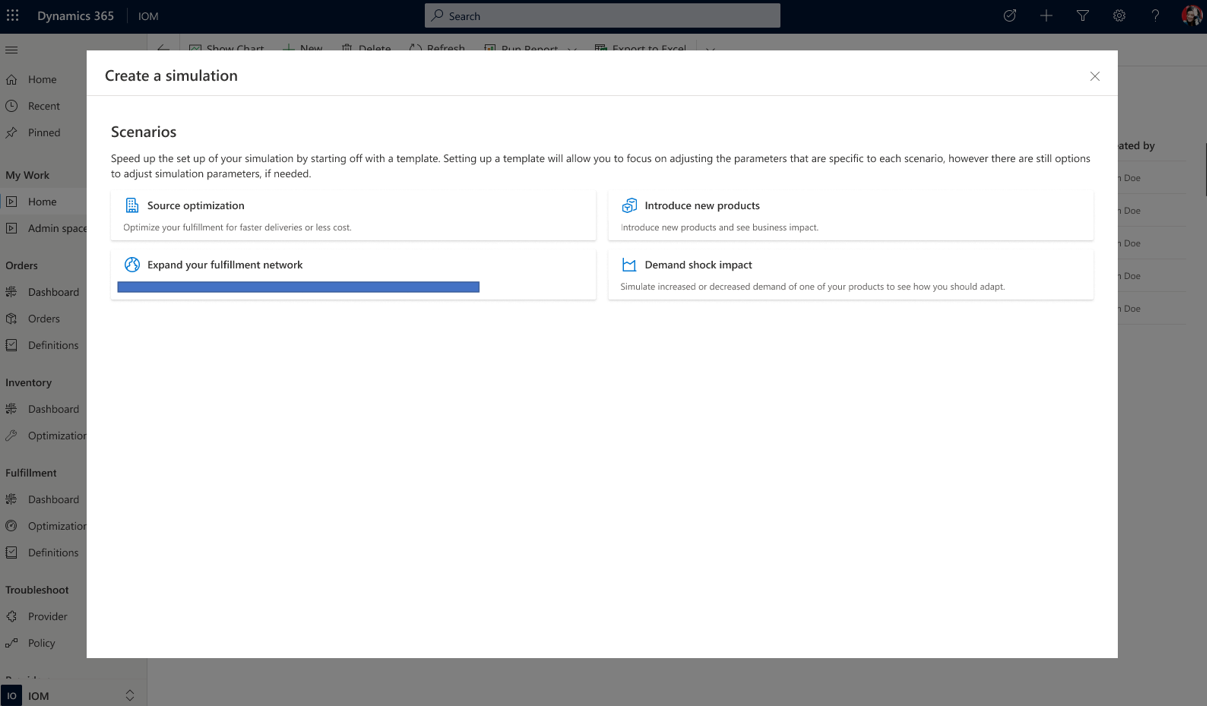 Dynamics 365
IOM
Search
Show Chart
New
Delete
Refresh
Run Report
Export to Excel
Create a simulation
Home
Recent
Pinned
My Work
Home
Admin space
Orders
Dashboard
Orders
Definitions
Inventory
Dashboard
Optimization
Fulfillment
Dashboard
Optimization
Definitions
Troubleshoot
Provider
Policy
IO
IOM
Scenarios
Speed up the set up of your simulation by starting off with a template. Setting up a template will allow you to focus on adjusting the parameters that are specific to each scenario, however there are still options
to adjust simulation parameters, if needed.
Source optimization
Optimize your fulfillment for faster deliveries or less cost.
Introduce new products
Introduce new products and see business impact.
Expand your fulfillment network
Demand shock impact
Simulate increased or decreased demand of one of your products to see how you should adapt.
ated by
Doe
Doe
Doe
Doe
Doe